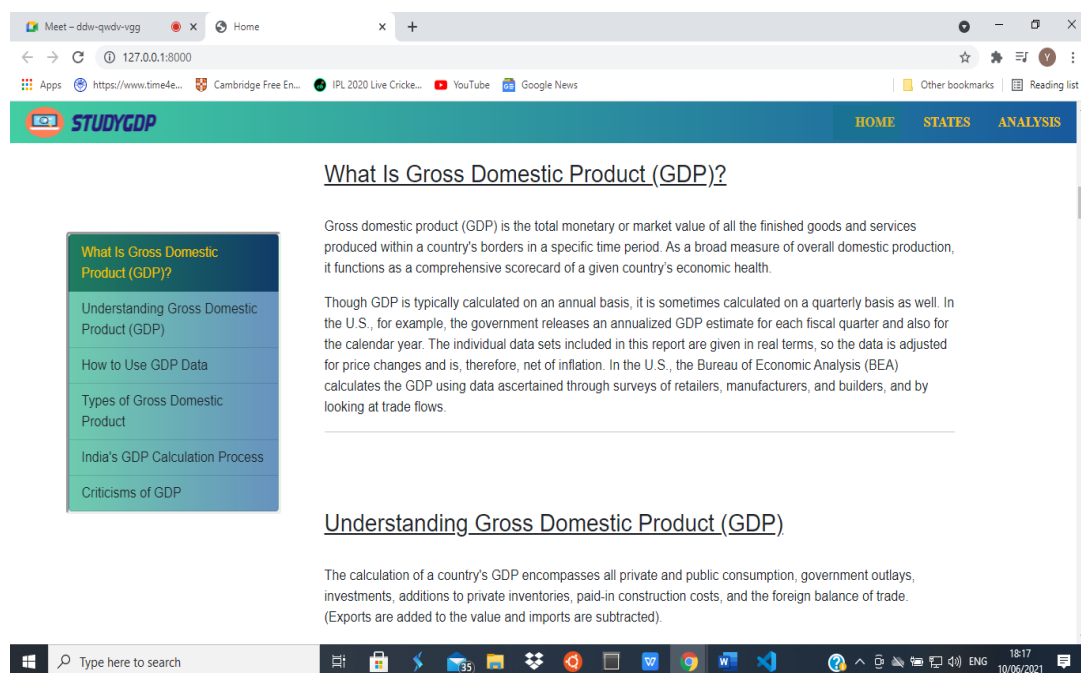 Meet – ddw-qwdv-vgg
Home
127.0.0.1:8000
Apps
https://www.time4e...
Cambridge Free En...
IPL 2020 Live Cricke...
YouTube
Google News
Other bookmarks
Reading list
Y
STUDYGDP
HOME
STATES
ANALYSIS
What Is Gross Domestic
Product (GDP)?
Understanding Gross Domestic
Product (GDP)
How to Use GDP Data
Types of Gross Domestic
Product
India's GDP Calculation Process
Criticisms of GDP
What Is Gross Domestic Product (GDP)?
Gross domestic product (GDP) is the total monetary or market value of all the finished goods and services
produced within a country's borders in a specific time period. As a broad measure of overall domestic production,
it functions as a comprehensive scorecard of a given country's economic health.
Though GDP is typically calculated on an annual basis, it is sometimes calculated on a quarterly basis as well. In
the U.S., for example, the government releases an annualized GDP estimate for each fiscal quarter and also for
the calendar year. The individual data sets included in this report are given in real terms, so the data is adjusted
for price changes and is, therefore, net of inflation. In the U.S., the Bureau of Economic Analysis (BEA)
calculates the GDP using data ascertained through surveys of retailers, manufacturers, and builders, and by
looking at trade flows.
Understanding Gross Domestic Product (GDP)
The calculation of a country's GDP encompasses all private and public consumption, government outlays,
investments, additions to private inventories, paid-in construction costs, and the foreign balance of trade.
(Exports are added to the value and imports are subtracted).
Type here to search
35
ENG
18:17
10/06/2021